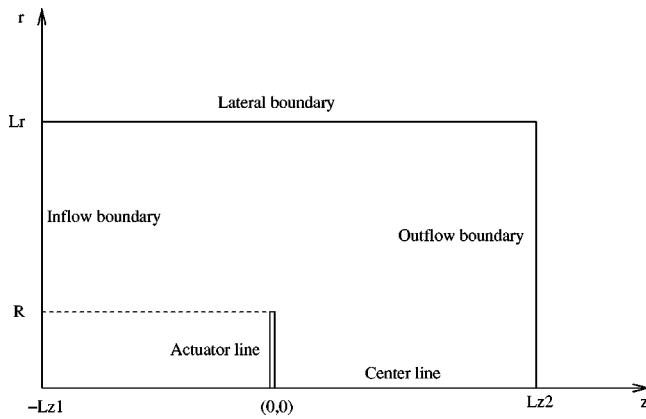 r
Lateral boundary
Lr
Inflow boundary
Outflow boundary
R
Actuator line
Center line
−Lz1
(0,0)
Lz2
z